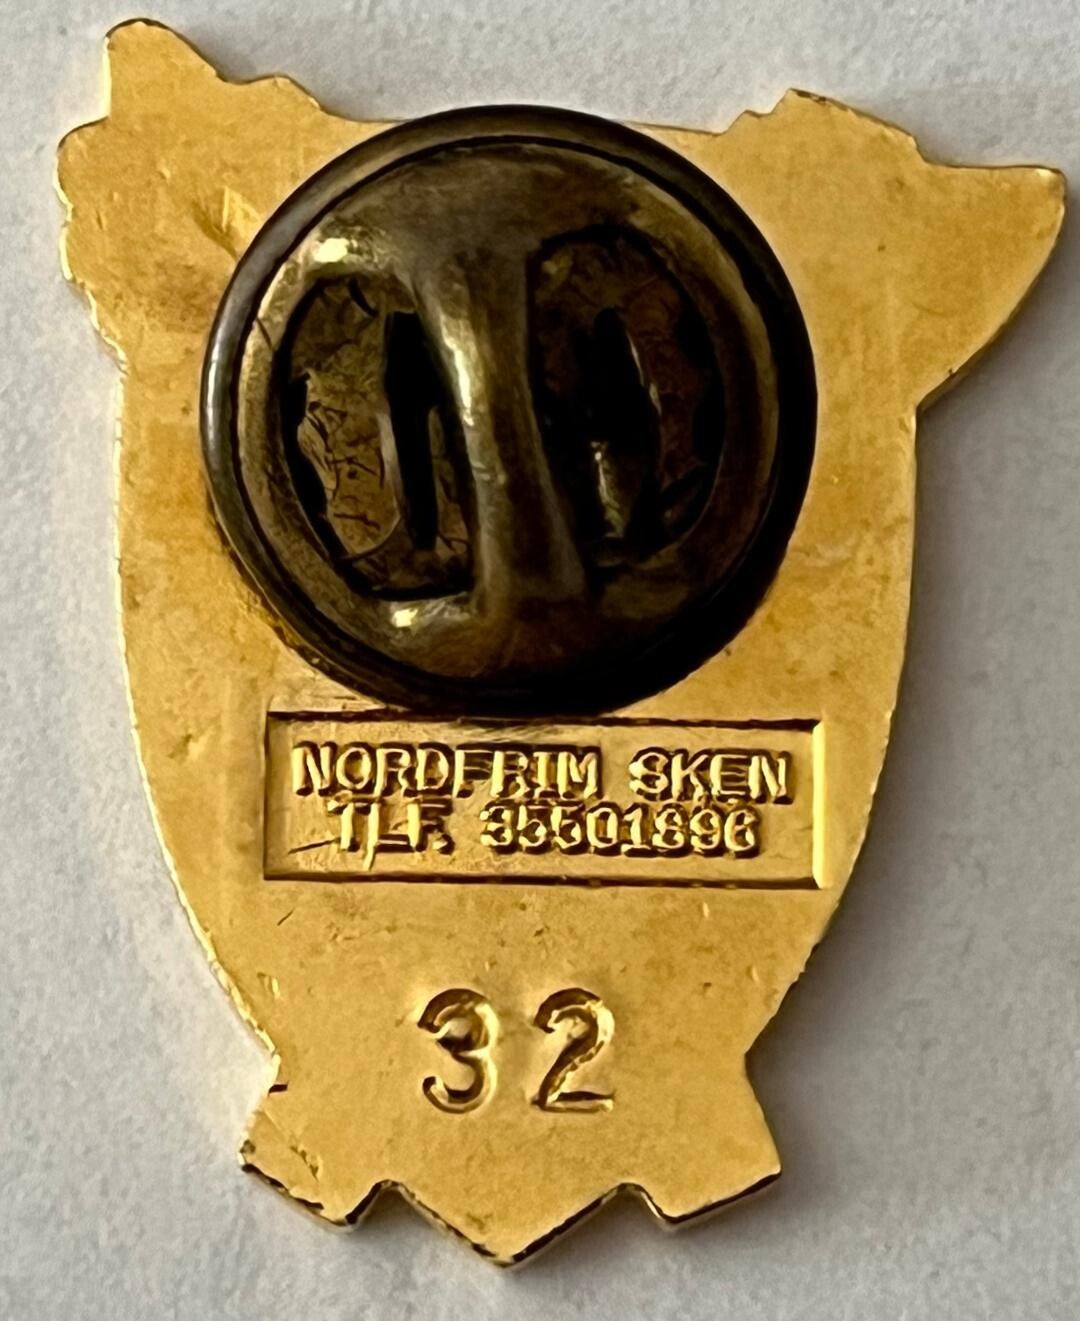 NORDFRIM SKEN
TLF. 35501896
32